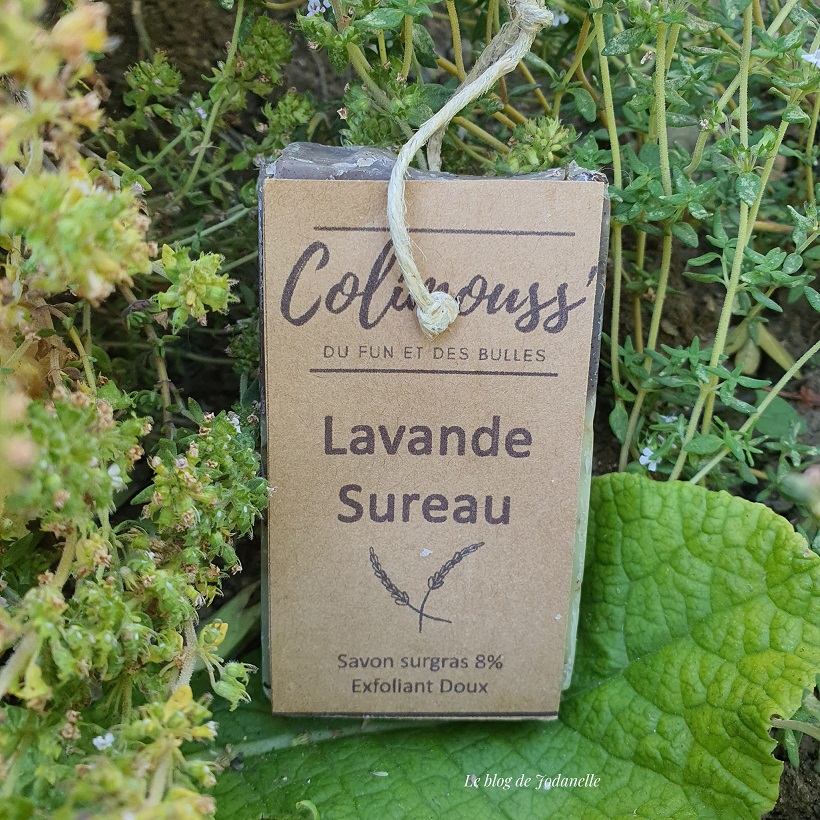 Colimouss'
DU FUN ET DES BULLES
Lavande
Sureau
Savon surgras 8%
Exfoliant Doux
Le blog de Jodanelle